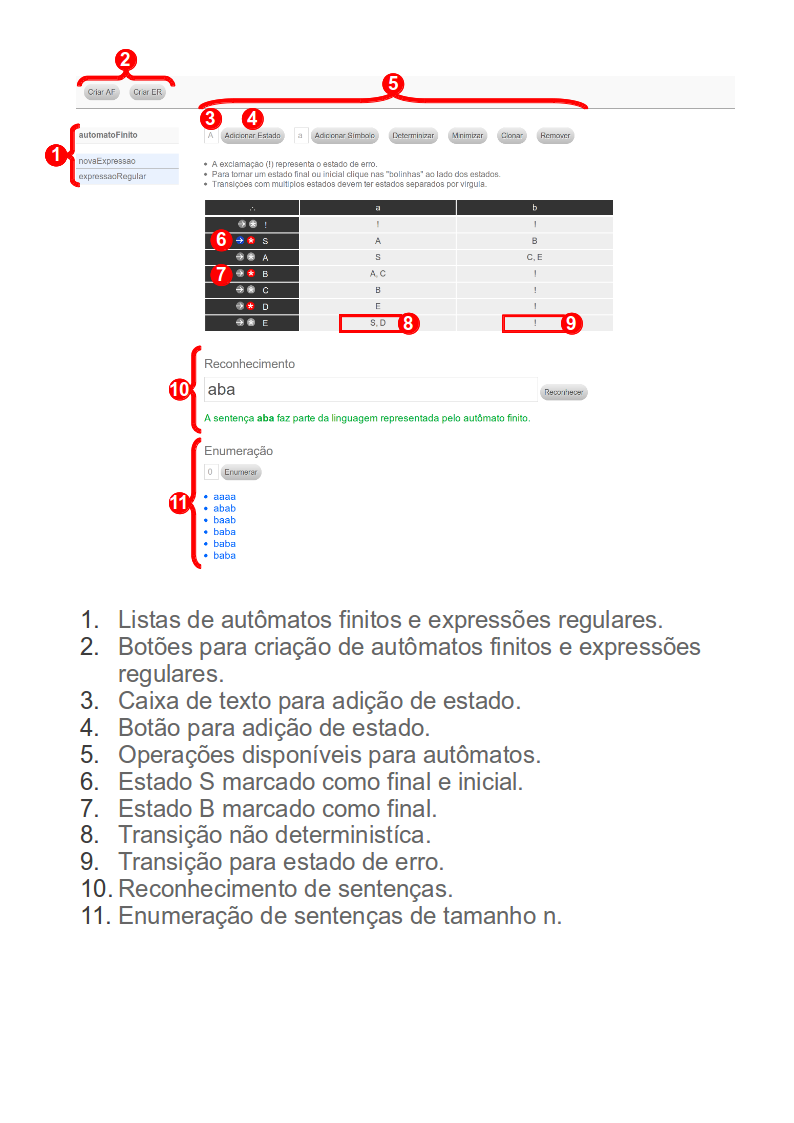 2
5
Criar AF Criar ER
3 4
1
automatoFinito
novaExpressao
expressaoRegular
A Adicionar Estado a Adicionar Símbolo Determinizar Minimizar Clonar Remover
• A exclamação (!) representa o estado de erro.
• Para tornar um estado final ou inicial clique nas "bolinhas" ao lado dos estados.
• Transiçoes com multiplos estados devem ter estados separados por virgula.
∴ a b
! ! !
6 S A B
A S C, E
7 B A, C !
C B !
D E !
E S, D 8 ! 9
Reconhecimento
10 aba Reconhecer
A sentença aba faz parte da linguagem representada pelo autômato finito.
Enumeração
0 Enumerar
11
• aaaa
• abab
• baab
• baba
• baba
• baba
1. Listas de autômatos finitos e expressões regulares.
2. Botões para criação de autômatos finitos e expressões
regulares.
3. Caixa de texto para adição de estado.
4. Botão para adição de estado.
5. Operações disponíveis para autômatos.
6. Estado S marcado como final e inicial.
7. Estado B marcado como final.
8. Transição não deterministíca.
9. Transição para estado de erro.
10. Reconhecimento de sentenças.
11. Enumeração de sentenças de tamanho n.